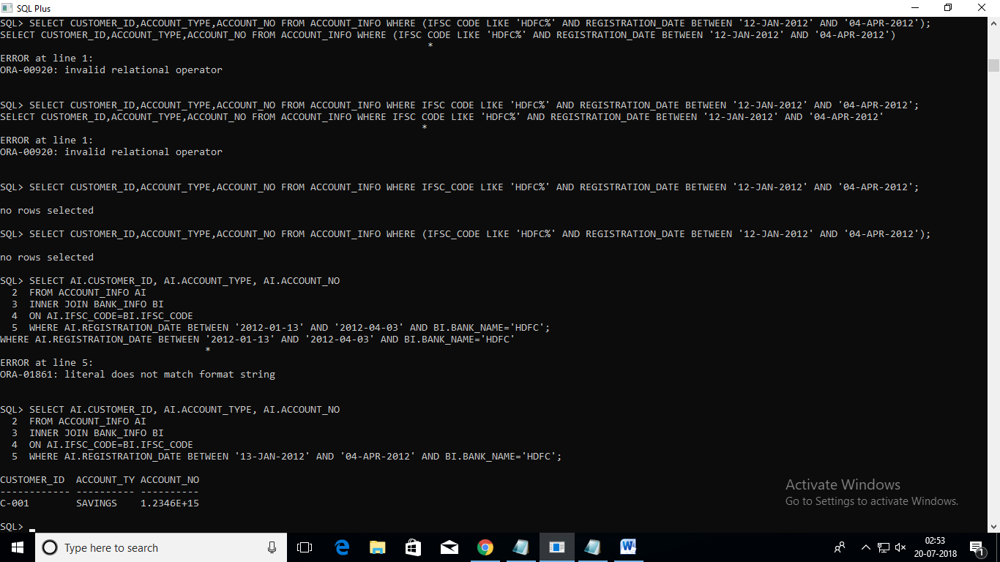 SQL Plus
SQL> SELECT CUSTOMER_ID,ACCOUNT_TYPE,ACCOUNT_NO FROM ACCOUNT_INFO WHERE (IFSC CODE LIKE 'HDFC%' AND REGISTRATION_DATE BETWEEN '12-JAN-2012' AND '04-APR-2012');
SELECT CUSTOMER_ID,ACCOUNT_TYPE,ACCOUNT_NO FROM ACCOUNT_INFO WHERE (IFSC CODE LIKE 'HDFC%' AND REGISTRATION_DATE BETWEEN '12-JAN-2012' AND '04-APR-2012')
*
ERROR at line 1:
ORA-00920: invalid relational operator
SQL> SELECT CUSTOMER_ID,ACCOUNT_TYPE,ACCOUNT_NO FROM ACCOUNT_INFO WHERE IFSC CODE LIKE 'HDFC%' AND REGISTRATION_DATE BETWEEN '12-JAN-2012' AND '04-APR-2012';
SELECT CUSTOMER_ID,ACCOUNT_TYPE,ACCOUNT_NO FROM ACCOUNT_INFO WHERE IFSC CODE LIKE 'HDFC%' AND REGISTRATION_DATE BETWEEN '12-JAN-2012' AND '04-APR-2012'
*
ERROR at line 1:
ORA-00920: invalid relational operator
SQL> SELECT CUSTOMER_ID,ACCOUNT_TYPE,ACCOUNT_NO FROM ACCOUNT_INFO WHERE IFSC_CODE LIKE 'HDFC%' AND REGISTRATION_DATE BETWEEN '12-JAN-2012' AND '04-APR-2012';
no rows selected
SQL> SELECT CUSTOMER_ID,ACCOUNT_TYPE,ACCOUNT_NO FROM ACCOUNT_INFO WHERE (IFSC_CODE LIKE 'HDFC%' AND REGISTRATION_DATE BETWEEN '12-JAN-2012' AND '04-APR-2012');
no rows selected
SQL> SELECT AI.CUSTOMER_ID, AI.ACCOUNT_TYPE, AI.ACCOUNT_NO
2 FROM ACCOUNT_INFO AI
3 INNER JOIN BANK_INFO BI
4 ON AI.IFSC_CODE=BI.IFSC_CODE
5 WHERE AI.REGISTRATION_DATE BETWEEN '2012-01-13' AND '2012-04-03' AND BI.BANK_NAME='HDFC';
WHERE AI.REGISTRATION_DATE BETWEEN '2012-01-13' AND '2012-04-03' AND BI.BANK_NAME='HDFC'
*
ERROR at line 5:
ORA-01861: literal does not match format string
SQL> SELECT AI.CUSTOMER_ID, AI.ACCOUNT_TYPE, AI.ACCOUNT_NO
2 FROM ACCOUNT_INFO AI
3 INNER JOIN BANK_INFO BI
4 ON AI.IFSC_CODE=BI.IFSC_CODE
5 WHERE AI.REGISTRATION_DATE BETWEEN '13-JAN-2012' AND '04-APR-2012' AND BI.BANK_NAME='HDFC';
CUSTOMER_ID ACCOUNT_TY ACCOUNT_NO
------------ ---------- ----------
C-001 SAVINGS 1.2346E+15
SQL>
Activate Windows
Go to Settings to activate Windows.
Type here to search
02:53
20-07-2018
1